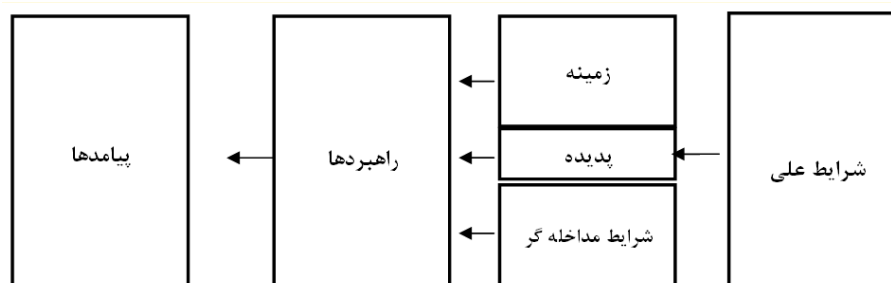 شرایط علی
زمینه
پدیده
شرایط مداخله گر
راهبردها
پیامدها